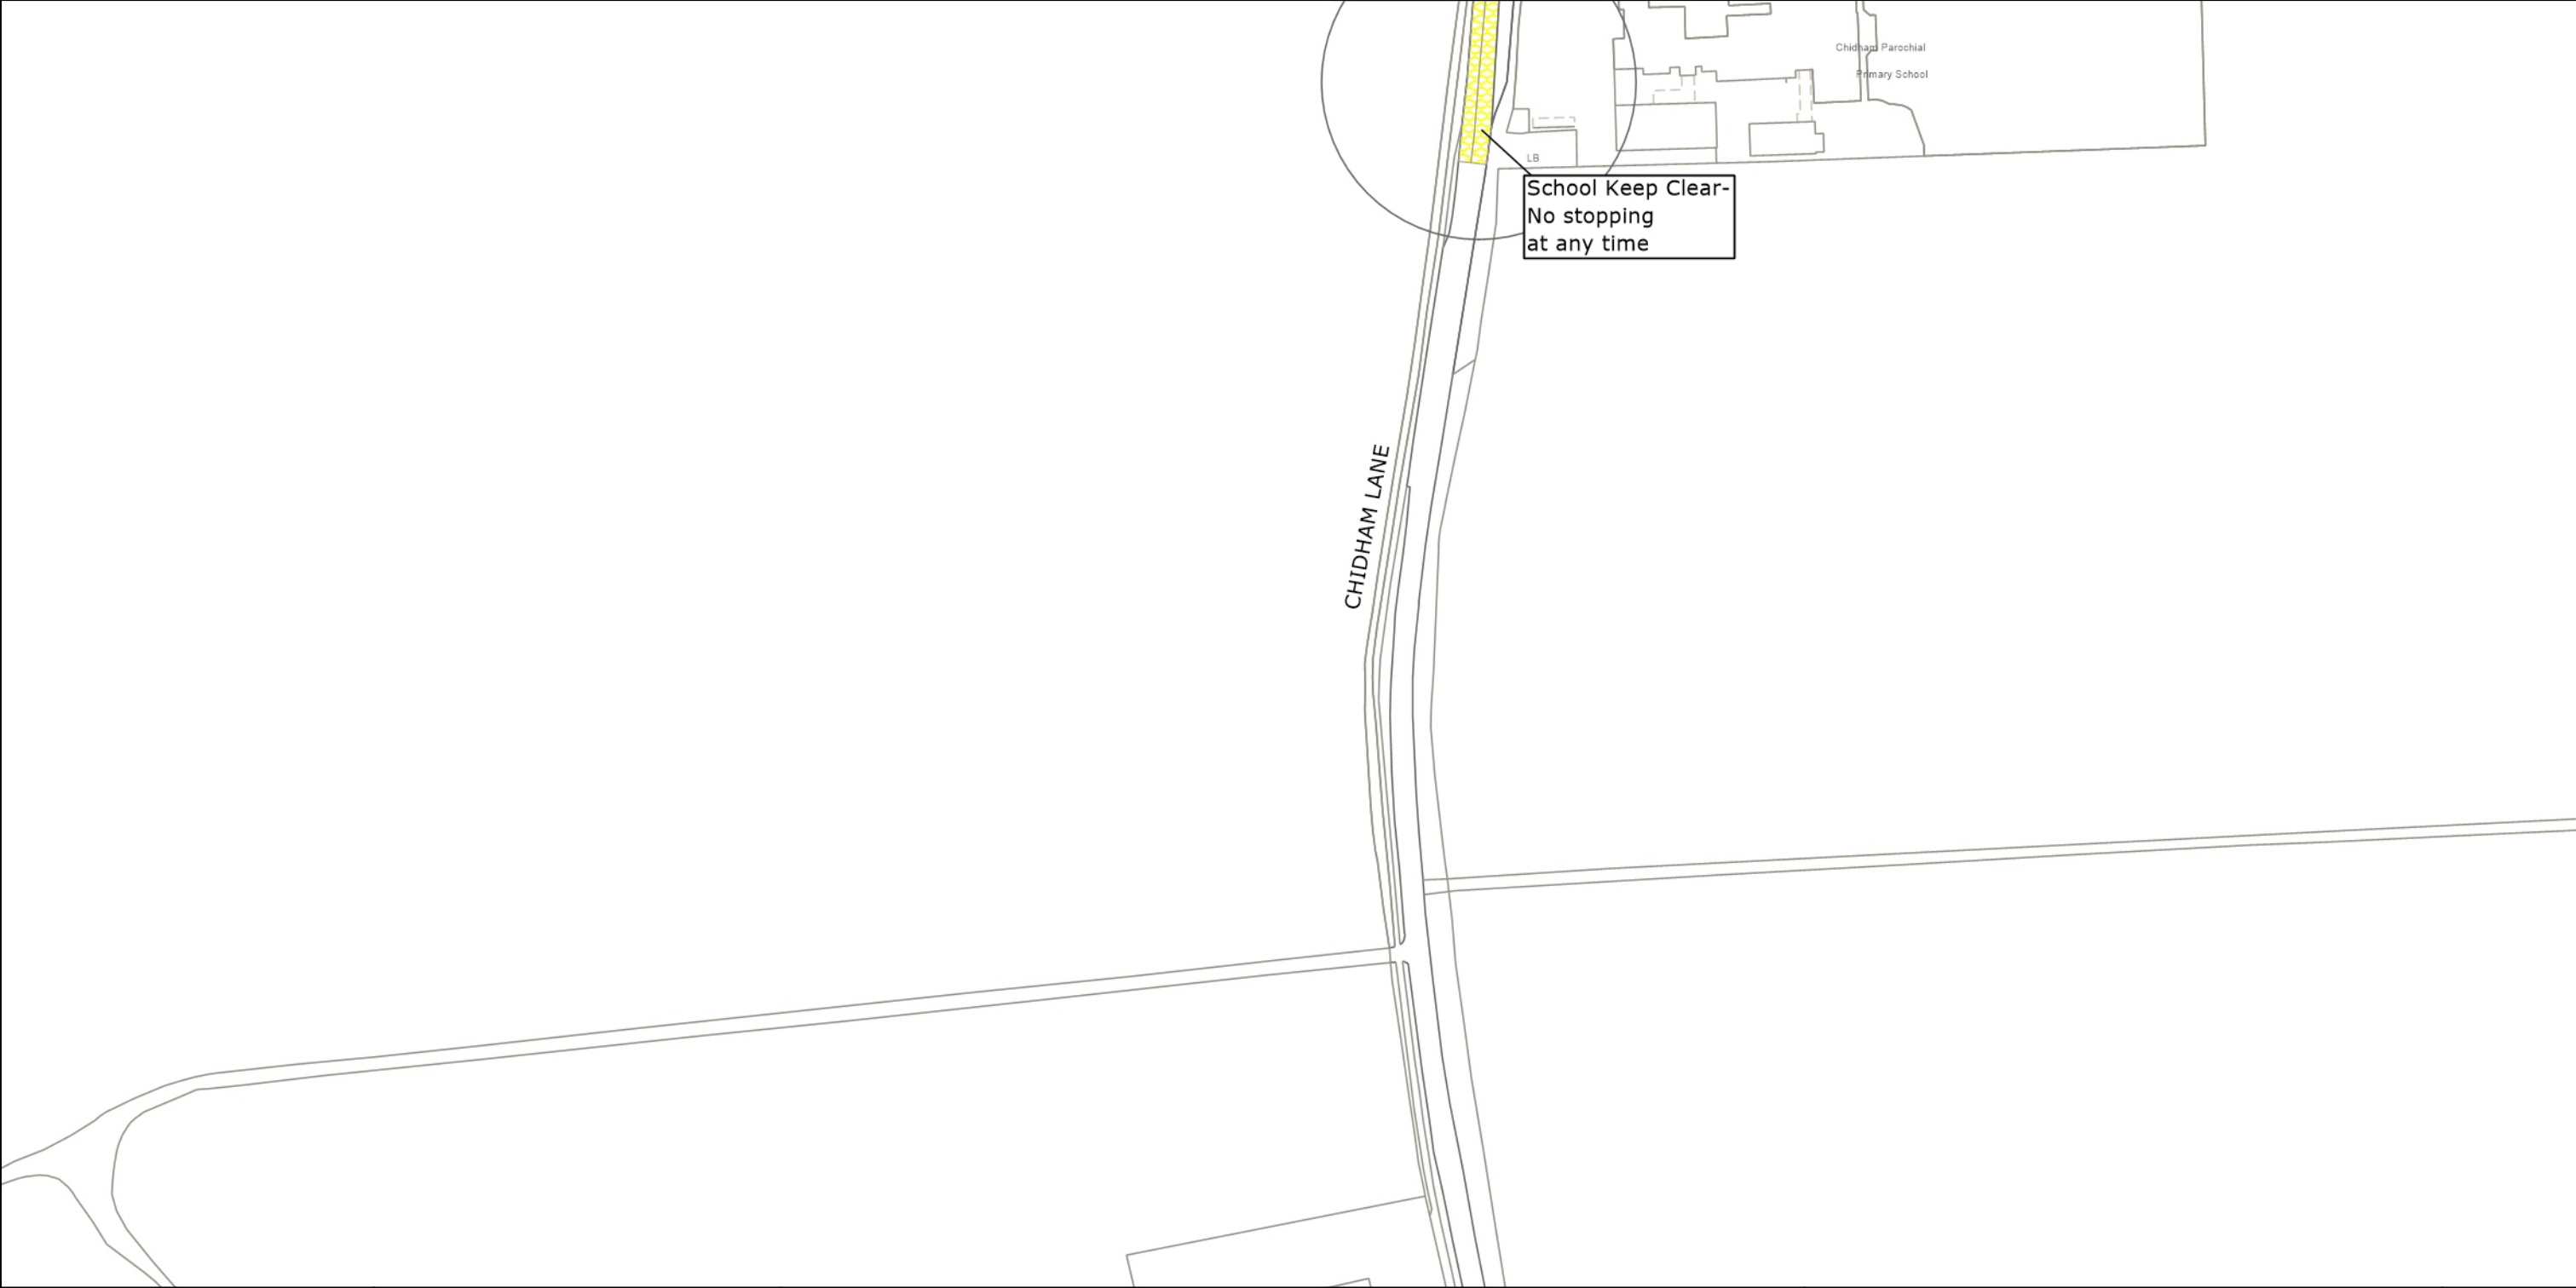 Chidham Parochial
Primary School
LB
School Keep Clear-
No stopping
at any time
CHIDHAM LANE